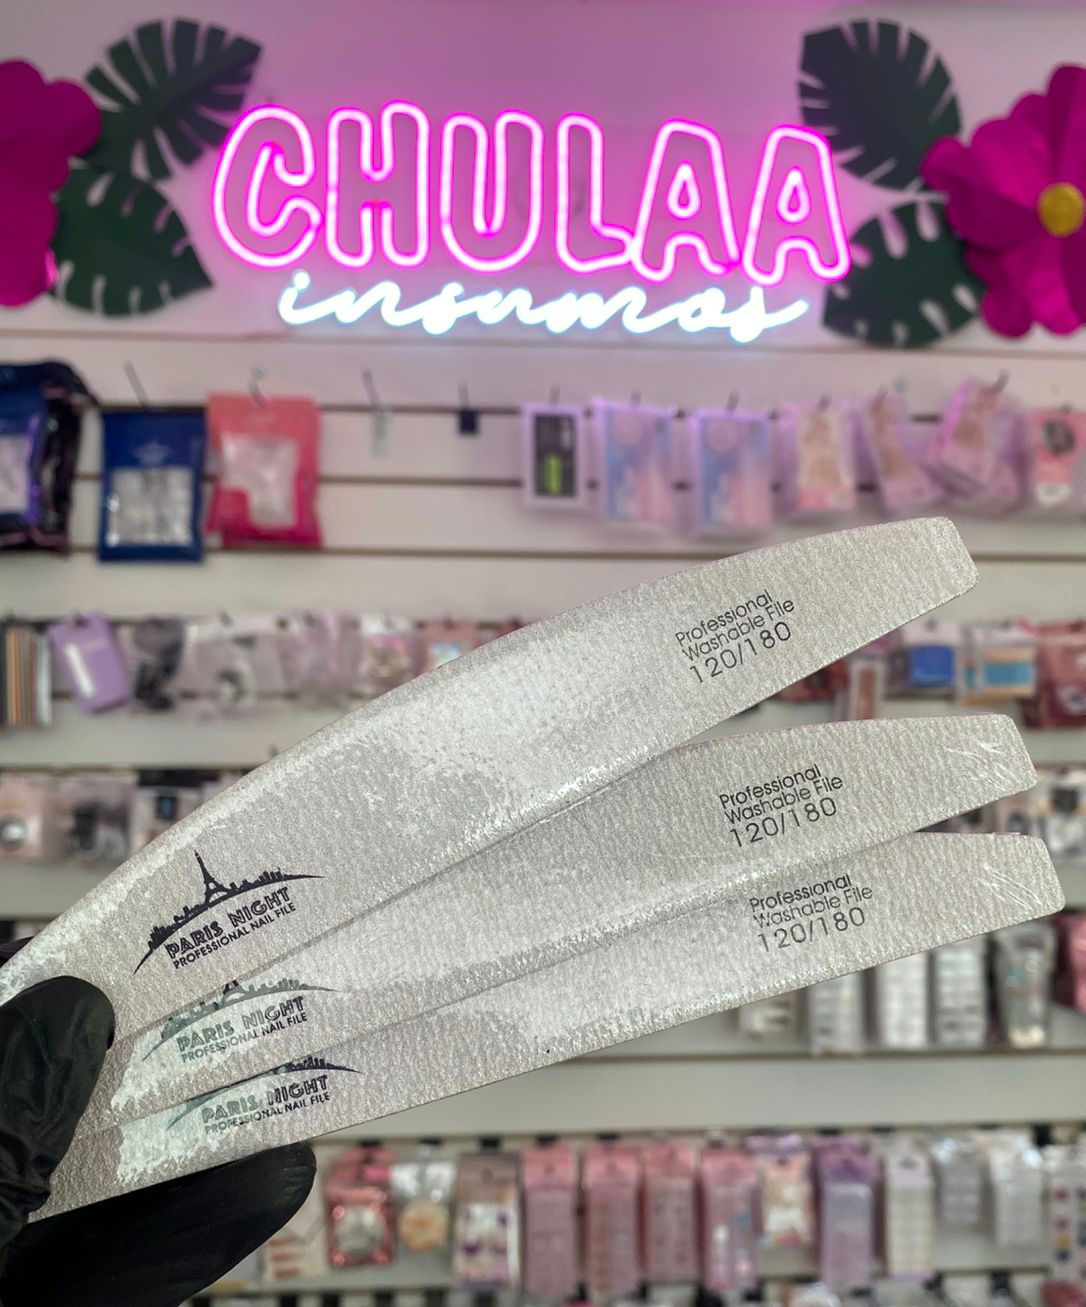 CHULAA
insumos
Professional
Washable File
120/180
PARIS NIGHT
PROFESSIONAL NAIL FILE
Professional
Washable File
120/180
PARIS NIGHT
PROFESSIONAL NAIL FILE
Professional
Washable File
120/180
PARIS NIGHT
PROFESSIONAL NAIL FILE